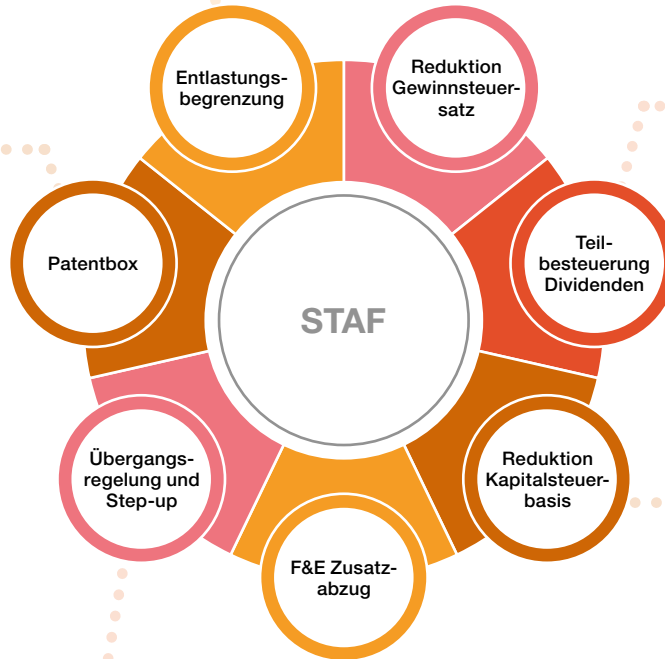 Entlastungs-
begrenzung
Reduktion
Gewinnsteuer-
satz
Patentbox
STAF
Teil-
besteuerung
Dividenden
Übergangs-
regelung und
Step-up
Reduktion
Kapitalsteuer-
basis
F&E Zusatz-
abzug